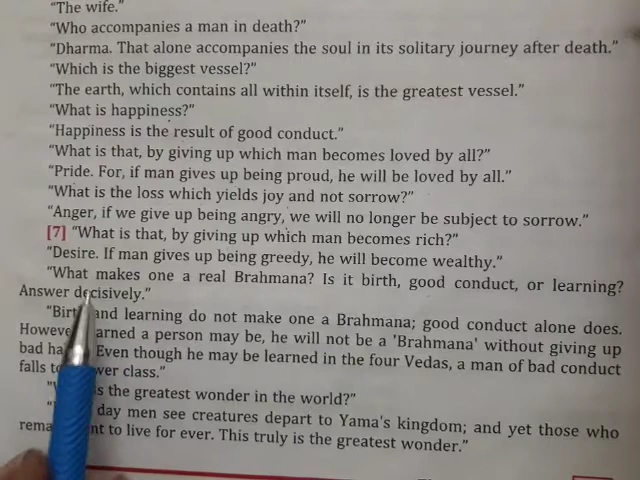 "The wife."
"Who accompanies a man in death?"
"Dharma. That alone accompanies the soul in its solitary journey after death."
"Which is the biggest vessel?"
"The earth, which contains all within itself, is the greatest vessel."
"What is happiness?"
"Happiness is the result of good conduct."
"What is that, by giving up which man becomes loved by all?"
"Pride. For, if man gives up being proud, he will be loved by all."
"What is the loss which yields joy and not sorrow?"
"Anger, if we give up being angry, we will no longer be subject to sorrow."
[7] "What is that, by giving up which man becomes rich?"
"Desire. If man gives up being greedy, he will become wealthy."
"What makes one a real Brahmana? Is it birth, good conduct, or learning?
Answer decisively."
"Birth and learning do not make one a Brahmana; good conduct alone does.
However a person may be, he will not be a 'Brahmana' without giving up
bad Even though he may be learned in the four Vedas, a man of bad conduct
falls class."
is the greatest wonder in the world?"
day men see creatures depart to Yama's kingdom; and yet those who
to live for ever. This truly is the greatest wonder."